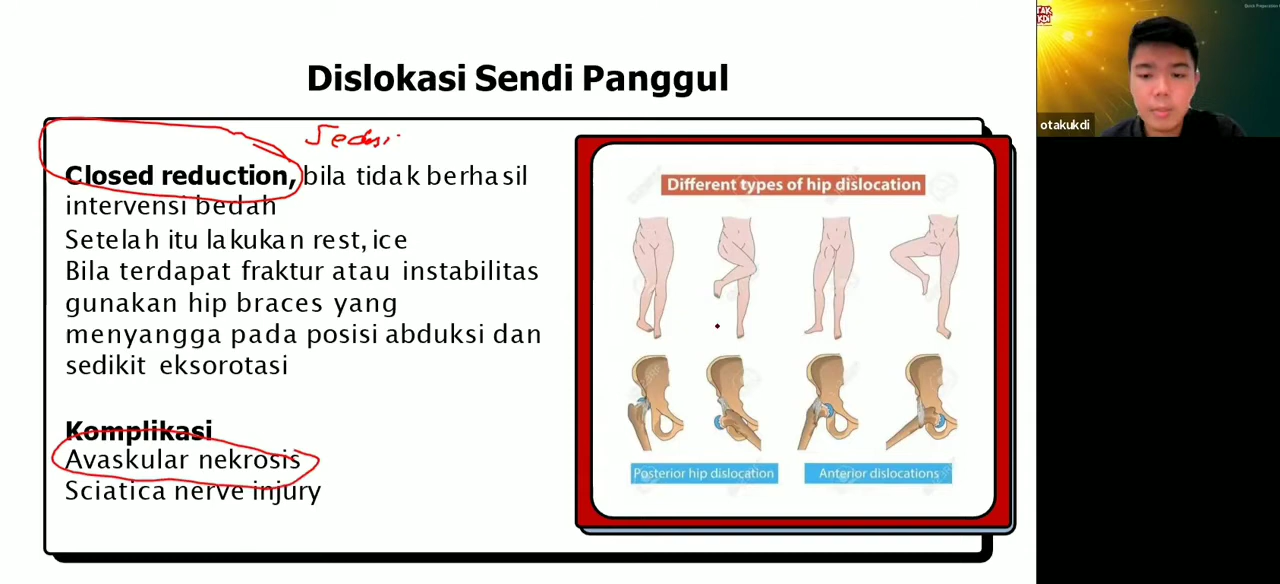 Dislokasi Sendi Panggul
Sedasi
Closed reduction, bila tidak berhasil
intervensi bedah
Setelah itu lakukan rest, ice
Bila terdapat fraktur atau instabilitas
gunakan hip braces yang
menyangga pada posisi abduksi dan
sedikit eksorotasi
Komplikasi
Avaskular nekrosis
Sciatica nerve injury
Different types of hip dislocation
Posterior hip dislocation
Anterior dislocations
otakukdi